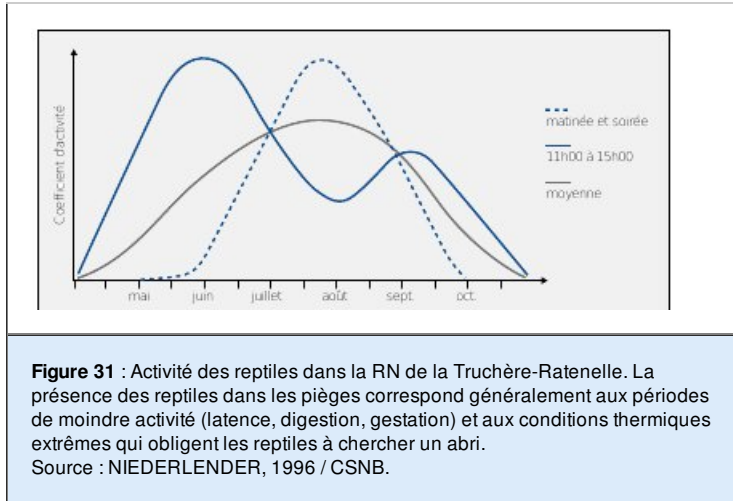 Coefficient d'activité
matinée et soirée
11h00 à 15h00
moyenne
mai juin juillet août sept. oct.
Figure 31 : Activité des reptiles dans la RN de la Truchère-Ratenelle. La
présence des reptiles dans les pièges correspond généralement aux périodes
de moindre activité (latence, digestion, gestation) et aux conditions thermiques
extrêmes qui obligent les reptiles à chercher un abri.
Source : NIEDERLENDER, 1996 / CSNB.